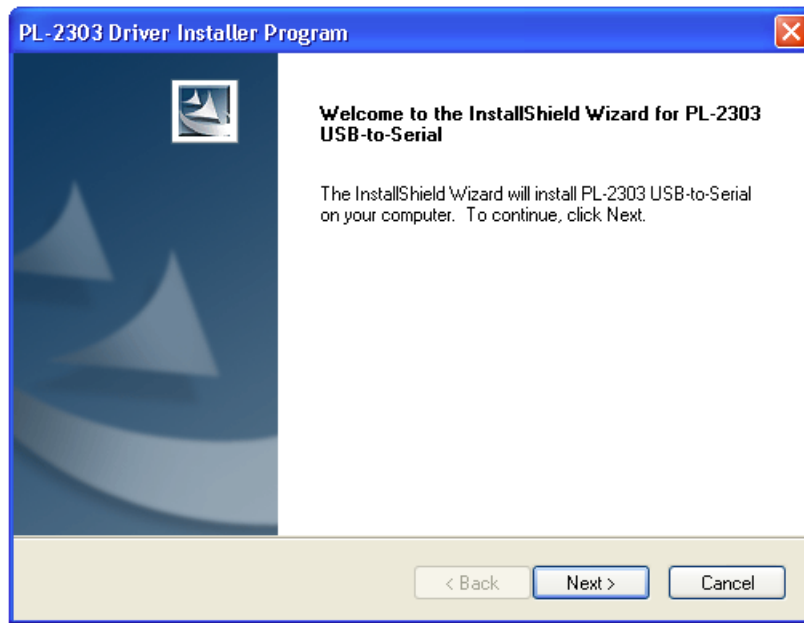 PL-2303 Driver Installer Program
Welcome to the InstallShield Wizard for PL-2303
USB-to-Serial
The InstallShield Wizard will install PL-2303 USB-to-Serial
on your computer.  To continue, click Next.
< Back
Next >
Cancel